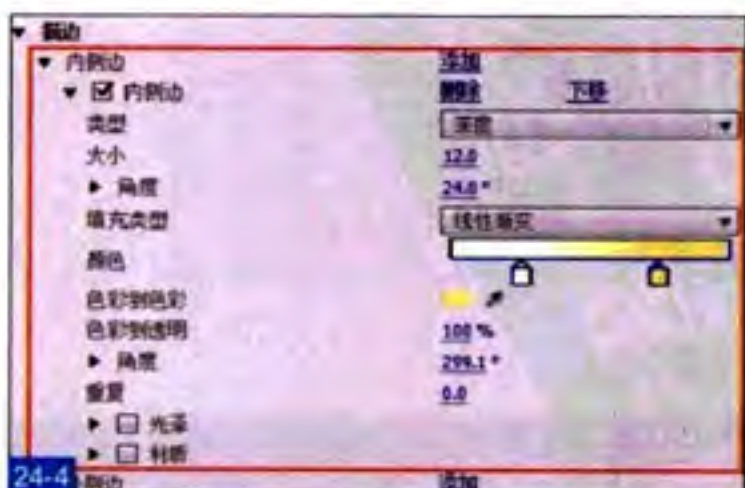 描边
内侧边 添加
内侧边 删除 下移
类型 深度
大小 12.0
角度 24.0°
填充类型 线性渐变
颜色
色彩到色彩
色彩到透明 100 %
角度 299.1°
重复 0.0
光泽
材质
24-4 侧边 添加